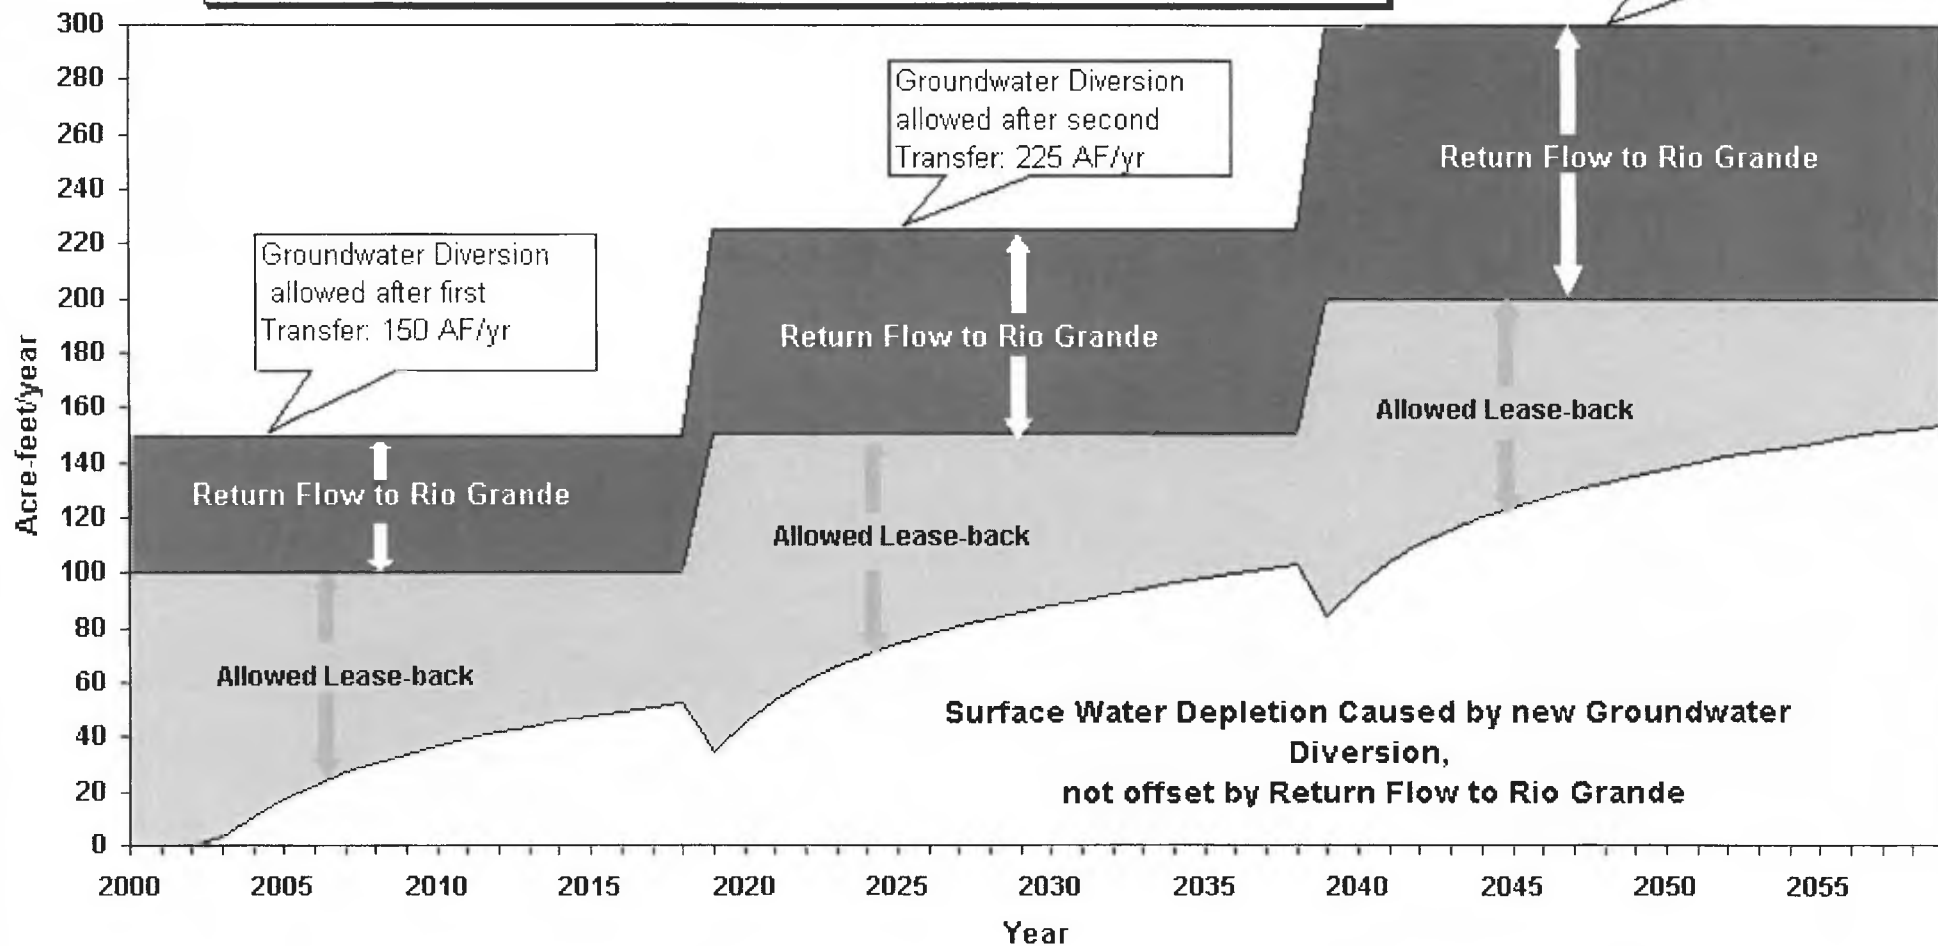 300
280
260
240
220
200
180
160
140
120
100
80
60
40
20
0
Acre-feet/year
Groundwater Diversion
allowed after first
Transfer: 150 AF/yr
Groundwater Diversion
allowed after second
Transfer: 225 AF/yr
Return Flow to Rio Grande
Return Flow to Rio Grande
Return Flow to Rio Grande
Allowed Lease-back
Allowed Lease-back
Allowed Lease-back
Surface Water Depletion Caused by new Groundwater
Diversion,
not offset by Return Flow to Rio Grande
2000 2005 2010 2015 2020 2025 2030 2035 2040 2045 2050 2055
Year